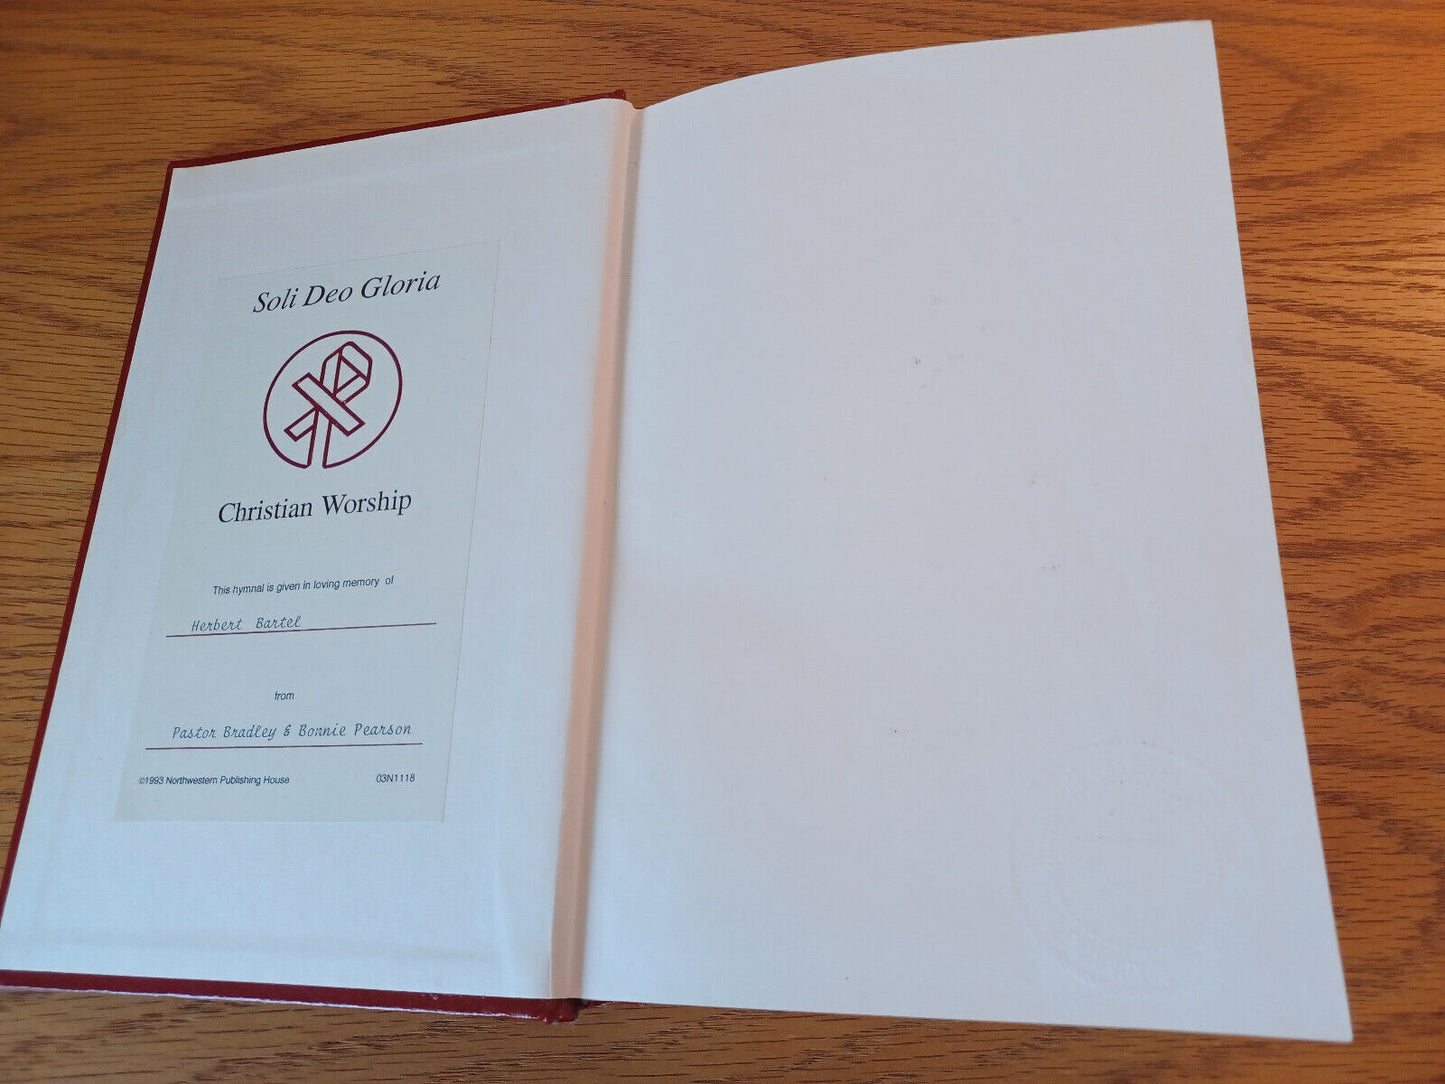 Soli Deo Gloria
Christian Worship
This hymnal is given in loving memory of
Herbert Bartel
from
Pastor Bradley & Bonnie Pearson
©1993 Northwestern Publishing House 03N1118